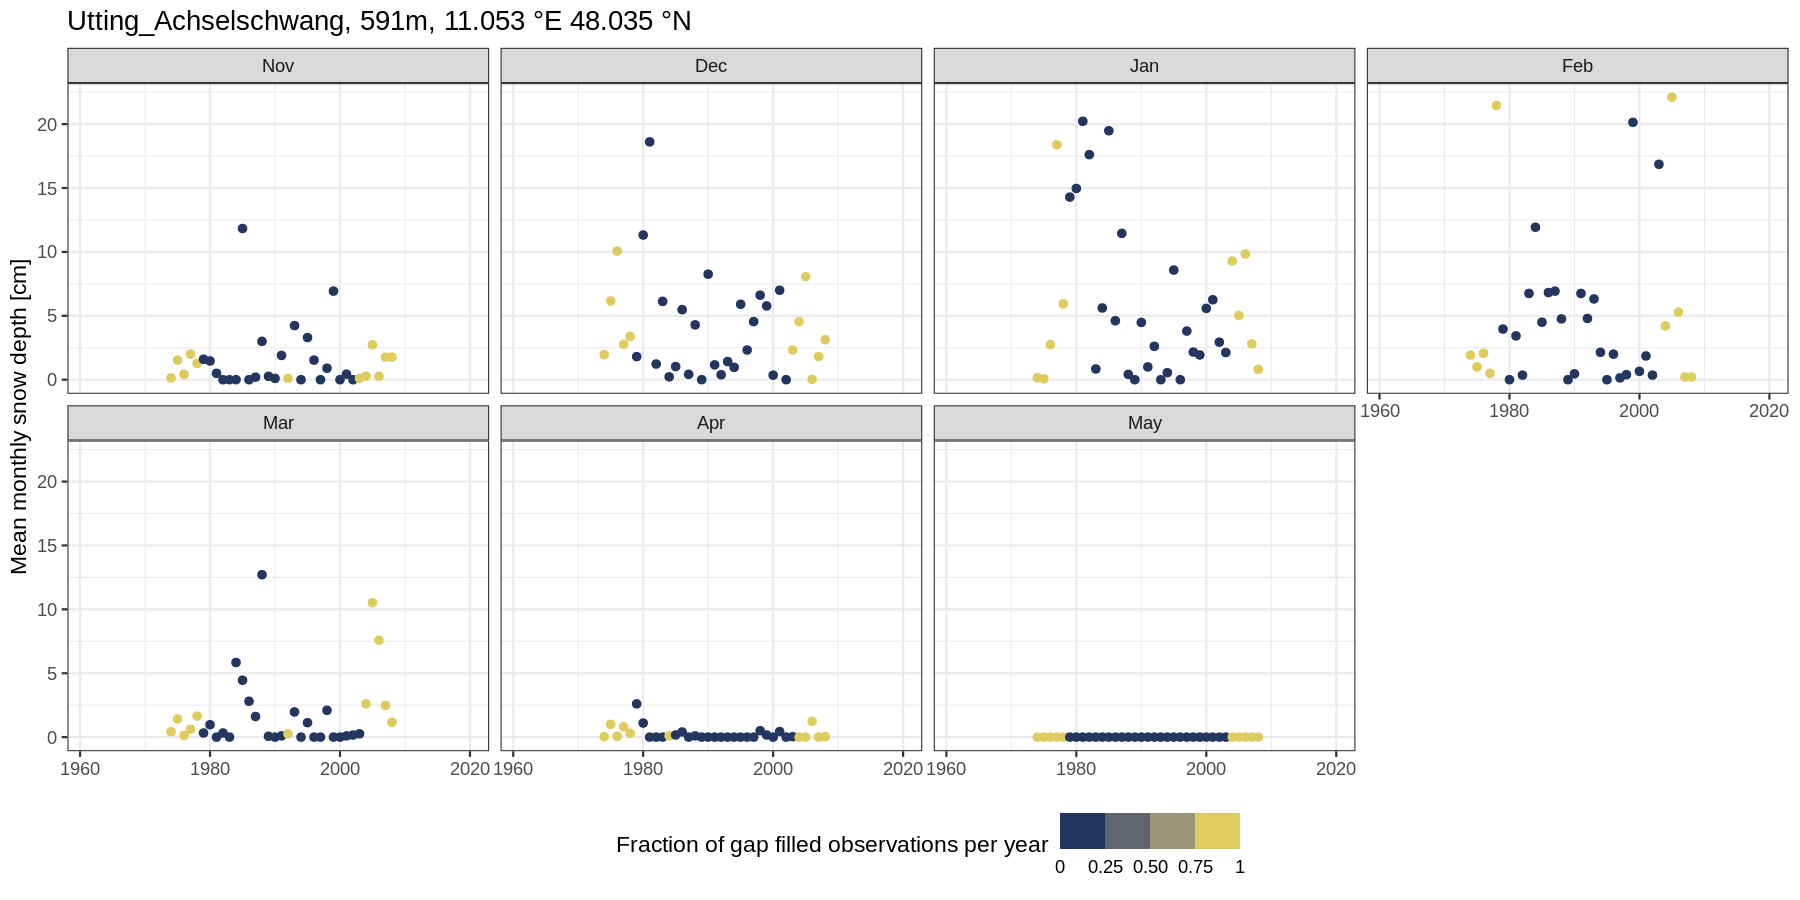 Utting_Achselschwang, 591m, 11.053 °E 48.035 °N
Nov Dec Jan Feb
20
15
10
5
0
1960 1980 2000 2020
Mar Apr May
20
15
10
5
0
1960 1980 2000 2020 1960 1980 2000 2020 1960 1980 2000 2020
Mean monthly snow depth [cm]
Fraction of gap filled observations per year
0 0.25 0.50 0.75 1